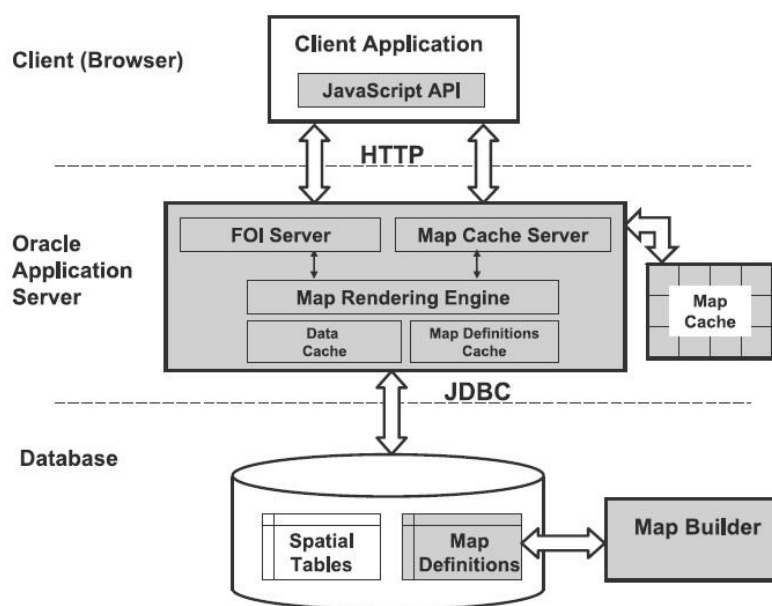 Client Application
Client (Browser)
JavaScript API
HTTP
FOI Server
Map Cache Server
Oracle
Application
Server
Map Rendering Engine
Map
Cache
Data
Cache
Map Definitions
Cache
JDBC
Database
Spatial
Tables
Map
Definitions
Map Builder